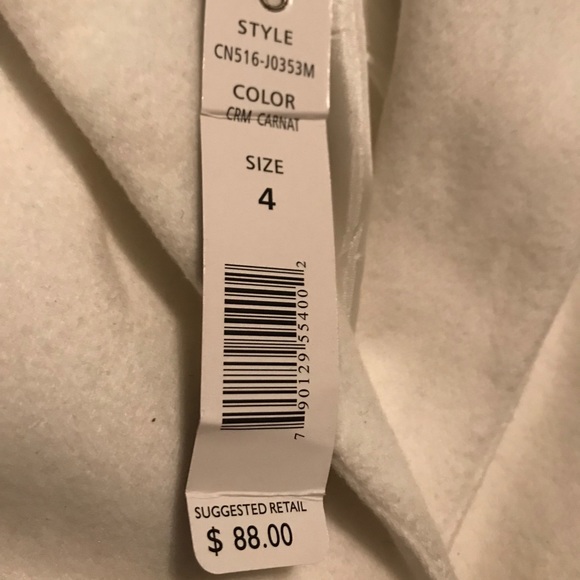 STYLE
CN516-J0353M
COLOR
CRM CARNAT
SIZE
4
7 90129 55400 2
SUGGESTED RETAIL
$ 88.00